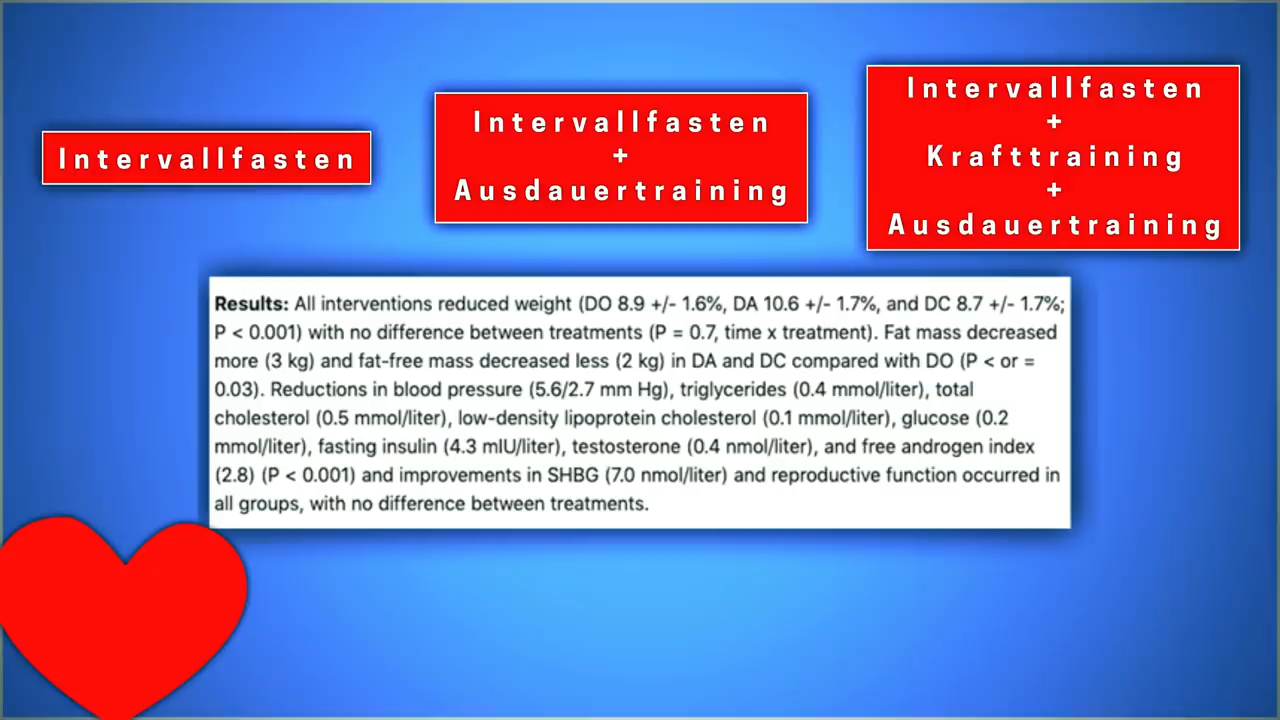 Intervallfasten
Intervallfasten
+
Ausdauertraining
Intervallfasten
+
Krafttraining
+
Ausdauertraining
Results: All interventions reduced weight (DO 8.9 +/- 1.6%, DA 10.6 +/- 1.7%, and DC 8.7 +/- 1.7%;
P < 0.001) with no difference between treatments (P = 0.7, time x treatment). Fat mass decreased
more (3 kg) and fat-free mass decreased less (2 kg) in DA and DC compared with DO (P < or =
0.03). Reductions in blood pressure (5.6/2.7 mm Hg), triglycerides (0.4 mmol/liter), total
cholesterol (0.5 mmol/liter), low-density lipoprotein cholesterol (0.1 mmol/liter), glucose (0.2
mmol/liter), fasting insulin (4.3 mIU/liter), testosterone (0.4 nmol/liter), and free androgen index
(2.8) (P < 0.001) and improvements in SHBG (7.0 nmol/liter) and reproductive function occurred in
all groups, with no difference between treatments.